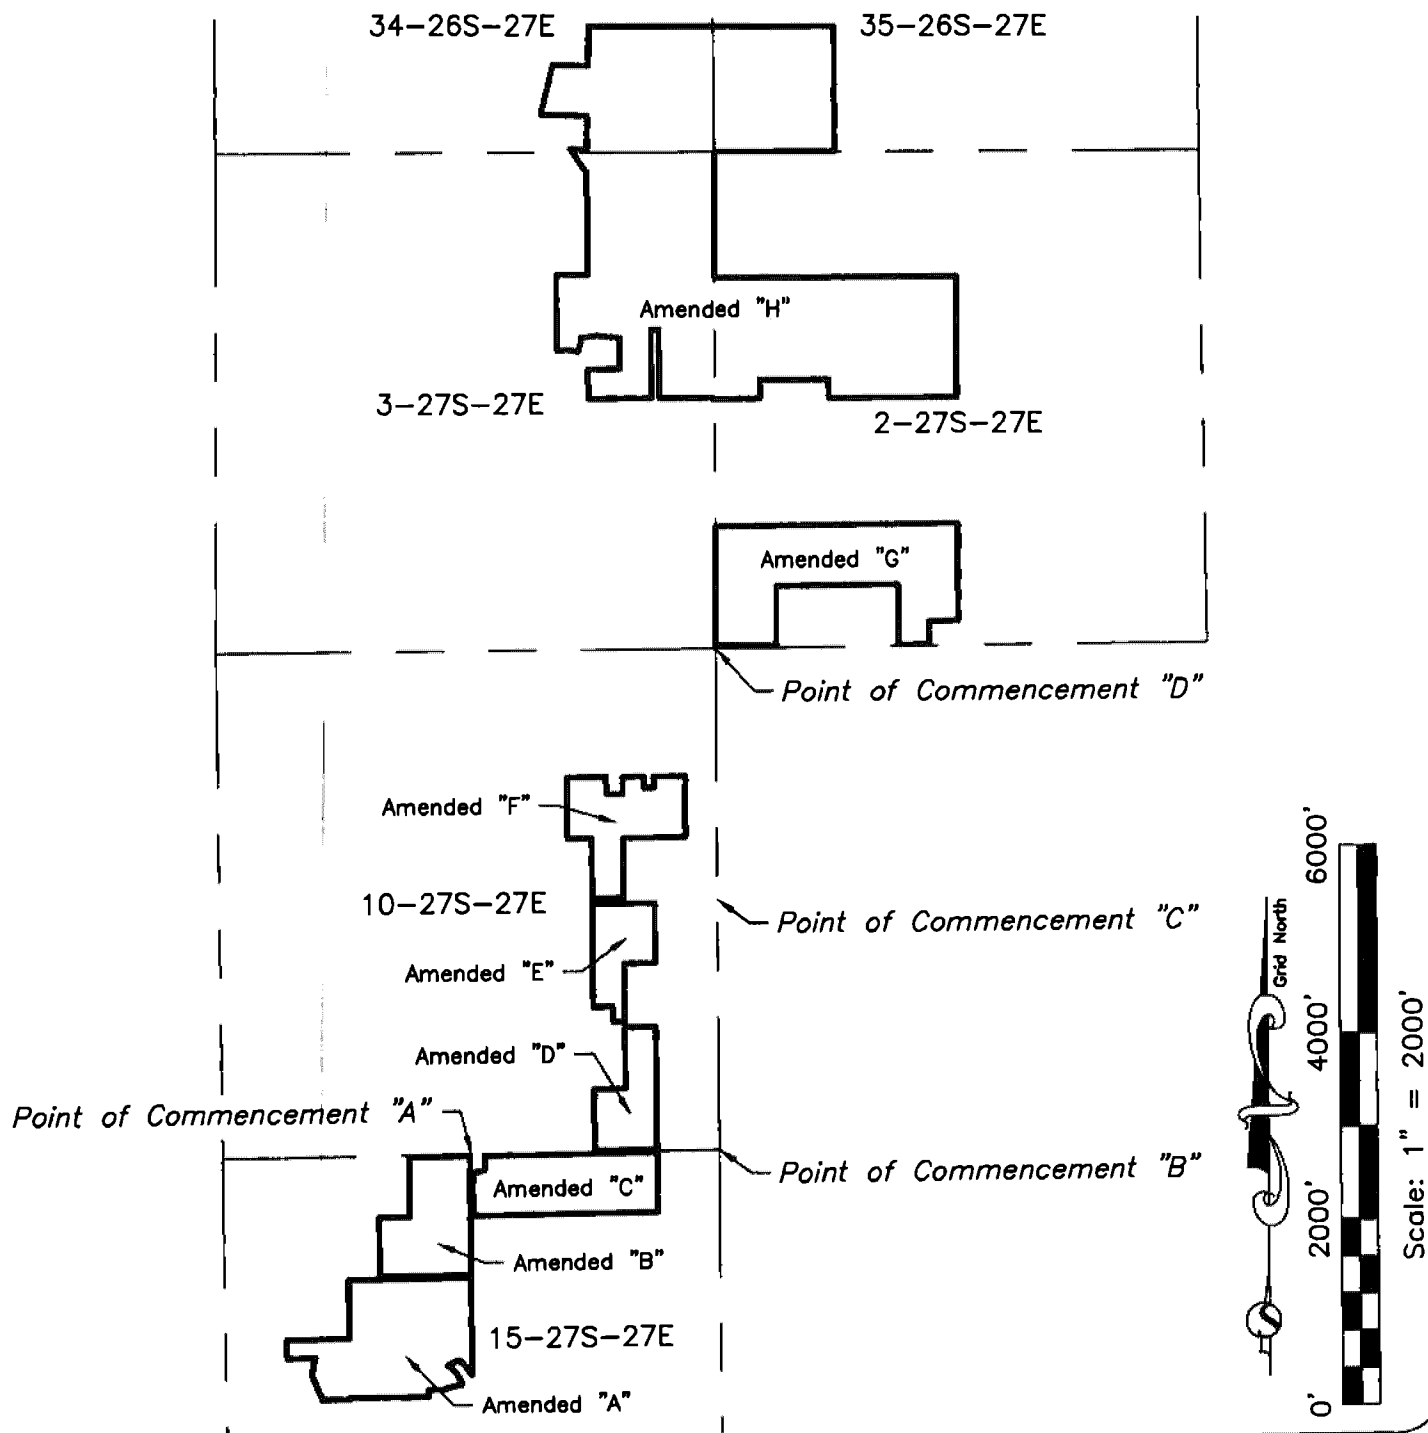 34-26S-27E
35-26S-27E
Amended "H"
3-27S-27E
2-27S-27E
Amended "G"
Point of Commencement "D"
Amended "F"
10-27S-27E
Point of Commencement "C"
Amended "E"
Amended "D"
Point of Commencement "A"
Point of Commencement "B"
Amended "C"
Amended "B"
15-27S-27E
Amended "A"
Grid North
6000'
4000'
2000'
0'
Scale: 1" = 2000'